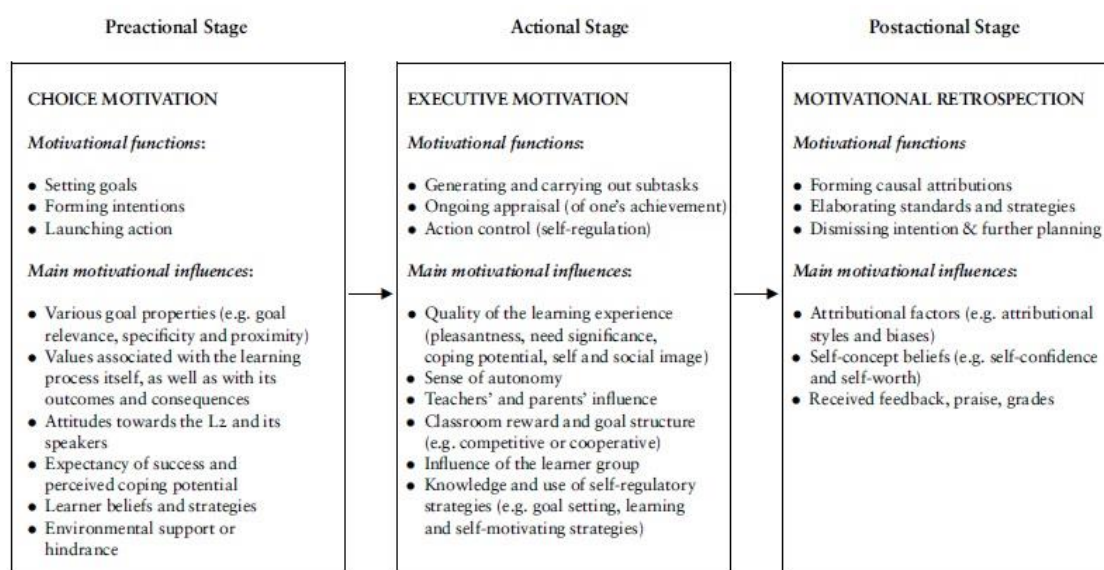 Preactional Stage
Actional Stage
Postactional Stage
CHOICE MOTIVATION
Motivational functions:
● Setting goals
● Forming intentions
● Launching action
Main motivational influences:
● Various goal properties (e.g. goal
relevance, specificity and proximity)
● Values associated with the learning
process itself, as well as with its
outcomes and consequences
● Attitudes towards the L2 and its
speakers
● Expectancy of success and
perceived coping potential
● Learner beliefs and strategies
● Environmental support or
hindrance
EXECUTIVE MOTIVATION
Motivational functions:
● Generating and carrying out subtasks
● Ongoing appraisal (of one's achievement)
● Action control (self-regulation)
Main motivational influences:
● Quality of the learning experience
(pleasantness, need significance,
coping potential, self and social image)
● Sense of autonomy
● Teachers' and parents' influence
● Classroom reward and goal structure
(e.g. competitive or cooperative)
● Influence of the learner group
● Knowledge and use of self-regulatory
strategies (e.g. goal setting, learning
and self-motivating strategies)
MOTIVATIONAL RETROSPECTION
Motivational functions
● Forming causal attributions
● Elaborating standards and strategies
● Dismissing intention & further planning
Main motivational influences:
● Attributional factors (e.g. attributional
styles and biases)
● Self-concept beliefs (e.g. self-confidence
and self-worth)
● Received feedback, praise, grades